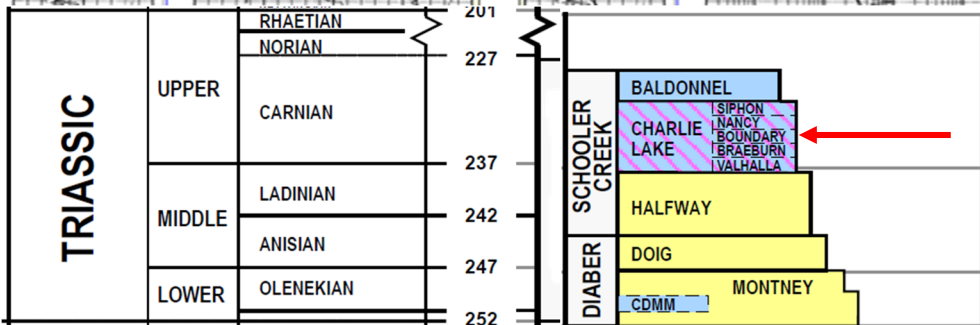 201
RHAETIAN
NORIAN
227
UPPER
CARNIAN
237
TRIASSIC
LADINIAN
MIDDLE
242
ANISIAN
247
LOWER
OLENEKIAN
252
SCHOOLER
CREEK
BALDONNEL
CHARLIE
LAKE
SIPHON
NANCY
BOUNDARY
BRAEBURN
VALHALLA
HALFWAY
DIABER
DOIG
MONTNEY
CDMM